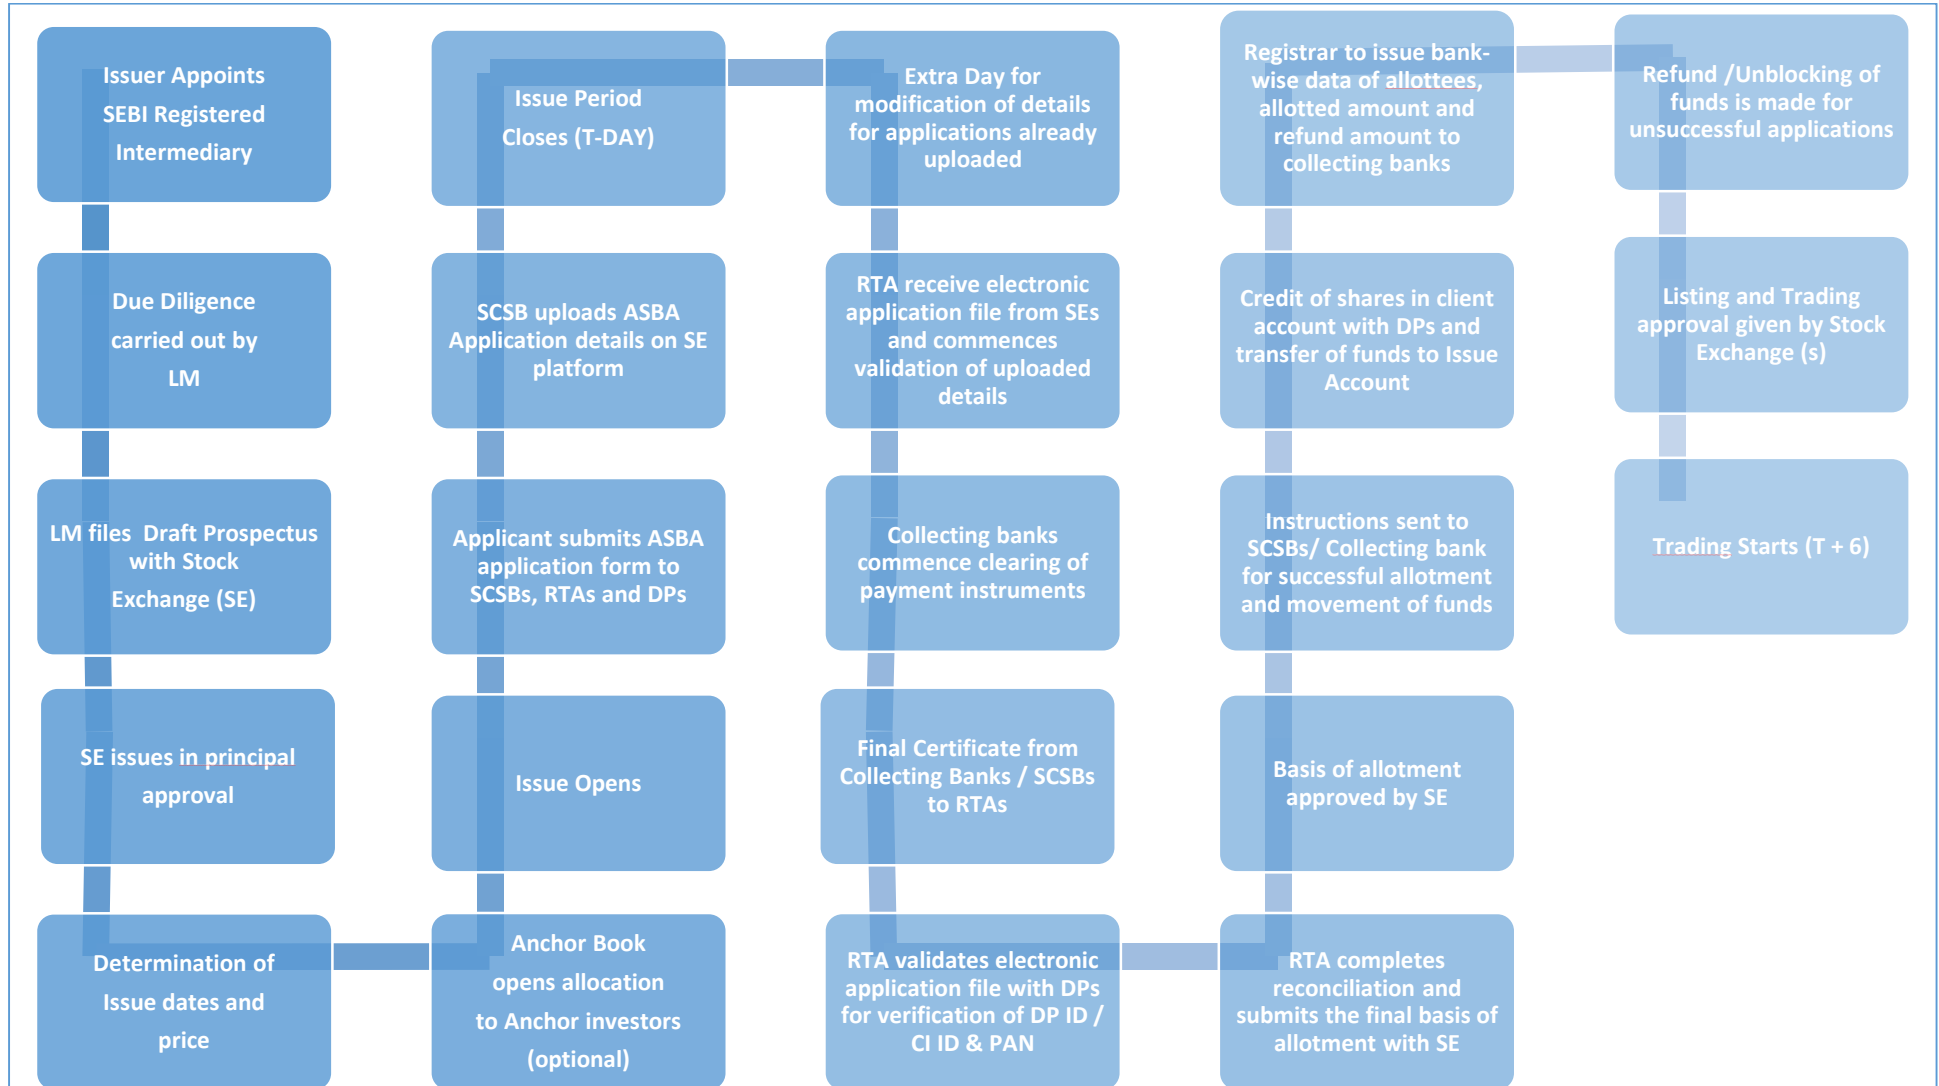 Issuer Appoints
SEBI Registered
Intermediary
Due Diligence
carried out by
LM
LM files Draft Prospectus
with Stock
Exchange (SE)
SE issues in principal
approval
Determination of
Issue dates and
price
Anchor Book
opens allocation
to Anchor investors
(optional)
Issue Opens
Applicant submits ASBA
application form to
SCSBs, RTAs and DPs
SCSB uploads ASBA
Application details on SE
platform
Issue Period
Closes (T-DAY)
Extra Day for
modification of details
for applications already
uploaded
RTA receive electronic
application file from SEs
and commences
validation of uploaded
details
Collecting banks
commence clearing of
payment instruments
Final Certificate from
Collecting Banks / SCSBs
to RTAs
RTA validates electronic
application file with DPs
for verification of DP ID /
CI ID & PAN
RTA completes
reconciliation and
submits the final basis of
allotment with SE
Basis of allotment
approved by SE
Instructions sent to
SCSBs/ Collecting bank
for successful allotment
and movement of funds
Credit of shares in client
account with DPs and
transfer of funds to Issue
Account
Registrar to issue bank-
wise data of allottees,
allotted amount and
refund amount to
collecting banks
Refund /Unblocking of
funds is made for
unsuccessful applications
Listing and Trading
approval given by Stock
Exchange (s)
Trading Starts (T + 6)